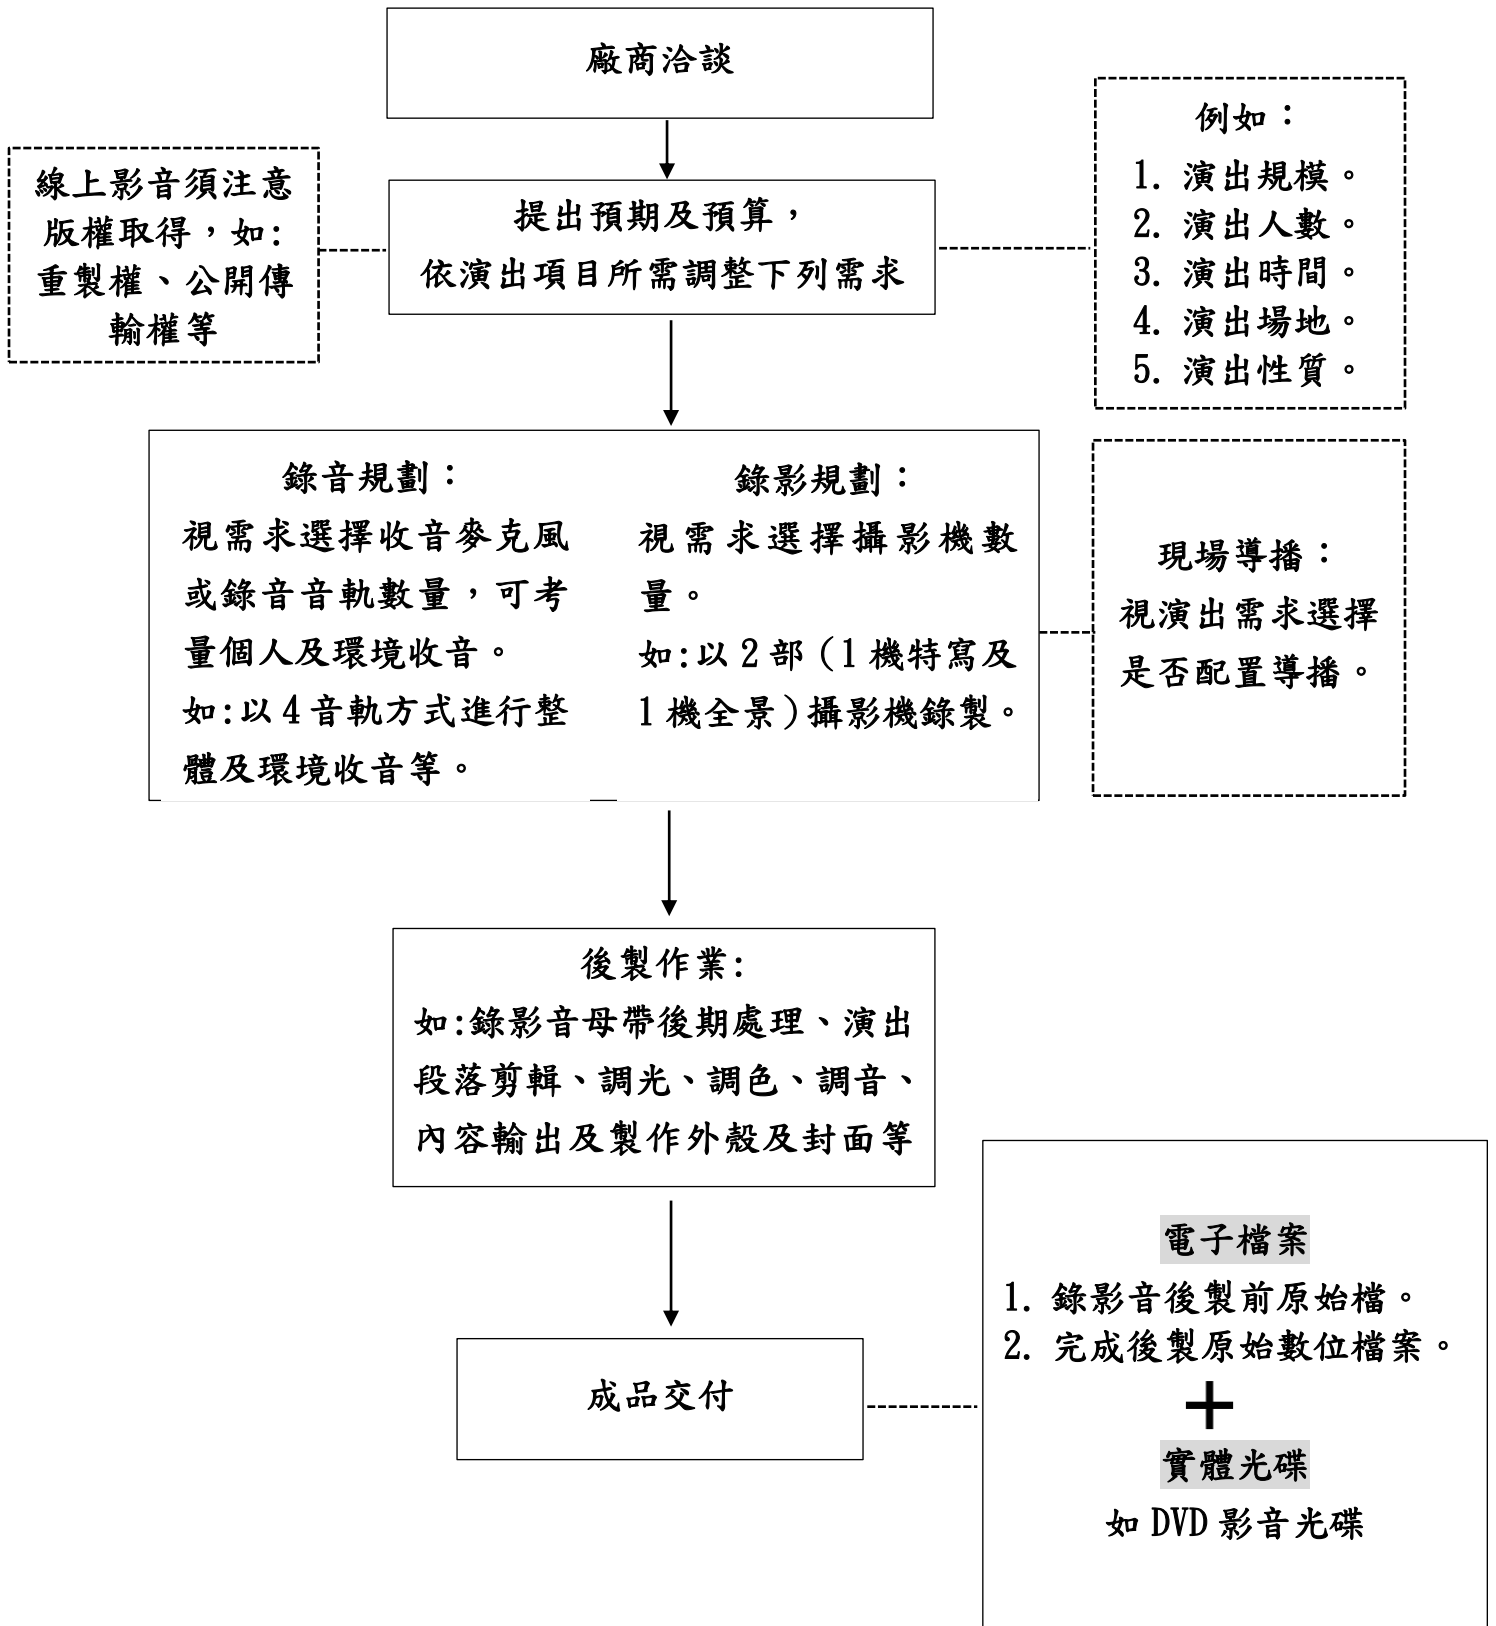 廠商洽談
線上影音須注意
版權取得，如:
重製權、公開傳
輸權等
提出預期及預算，
依演出項目所需調整下列需求
例如：
1. 演出規模。
2. 演出人數。
3. 演出時間。
4. 演出場地。
5. 演出性質。
錄音規劃：
視需求選擇收音麥克風
或錄音音軌數量，可考
量個人及環境收音。
如:以4音軌方式進行整
體及環境收音等。
錄影規劃：
視需求選擇攝影機數
量。
如:以2部（1機特寫及
1機全景）攝影機錄製。
現場導播：
視演出需求選擇
是否配置導播。
後製作業:
如:錄影音母帶後期處理、演出
段落剪輯、調光、調色、調音、
內容輸出及製作外殼及封面等
成品交付
電子檔案
1. 錄影音後製前原始檔。
2. 完成後製原始數位檔案。
+
實體光碟
如DVD影音光碟